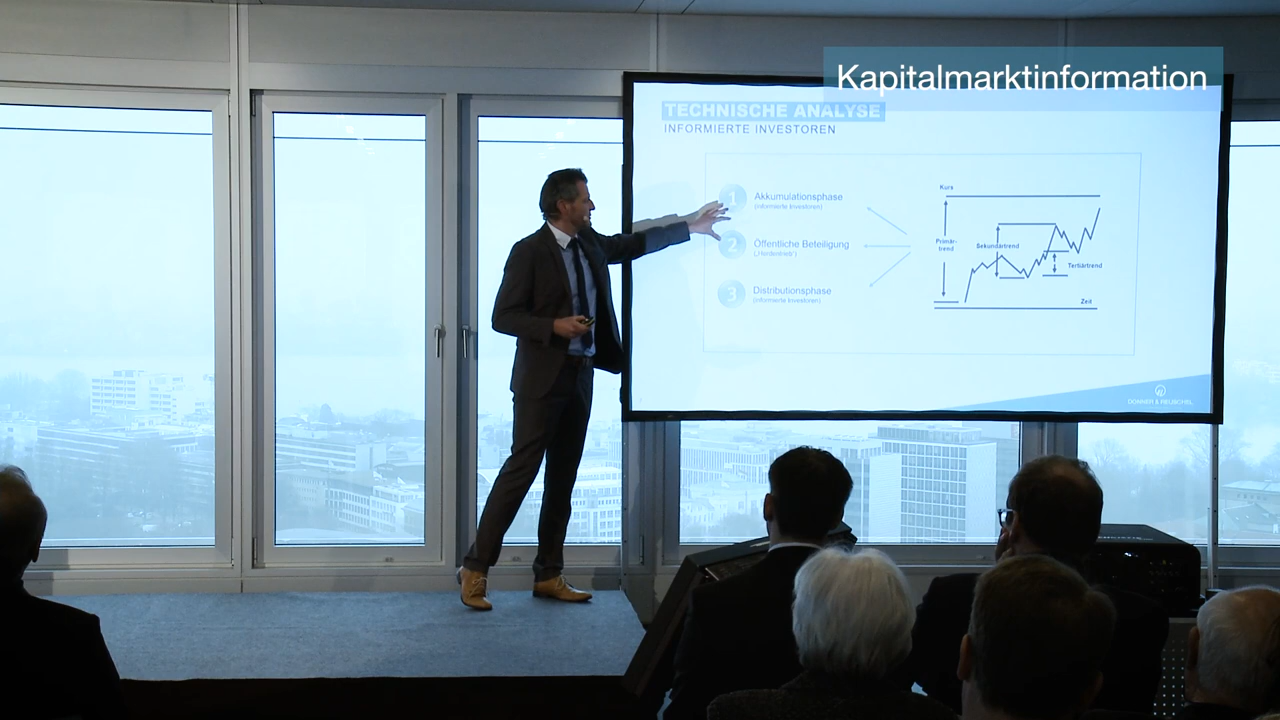 Kapitalmarktinformation
TECHNISCHE ANALYSE
INFORMIERTE INVESTOREN
1
Akkumulationsphase
(informierte Investoren)
2
Öffentliche Beteiligung
(„Herdentrieb“)
3
Distributionsphase
(informierte Investoren)
Kurs
Primär-
trend
Sekundärtrend
Tertiärtrend
Zeit
DONNER & REUSCHEL